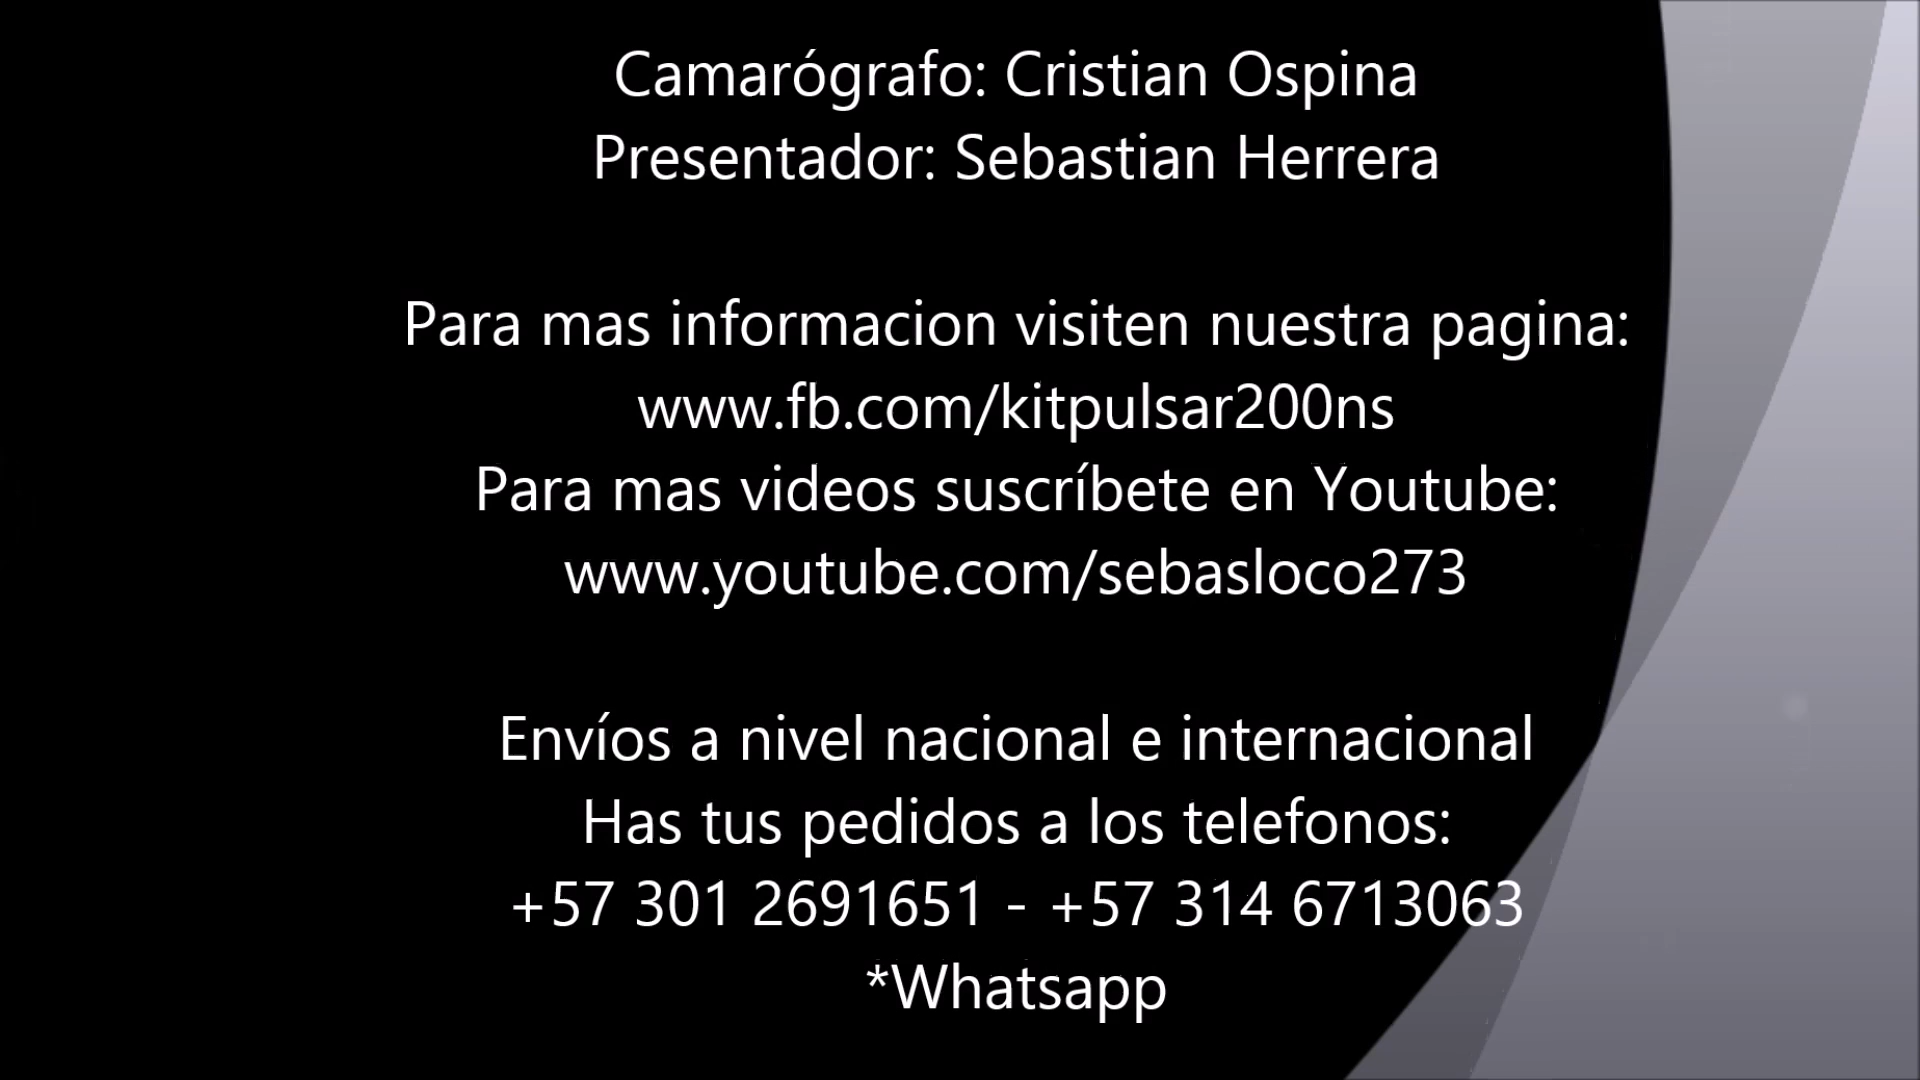 Camarógrafo: Cristian Ospina
Presentador: Sebastian Herrera
Para mas informacion visiten nuestra pagina:
www.fb.com/kitpulsar200ns
Para mas videos suscríbete en Youtube:
www.youtube.com/sebasloco273
Envíos a nivel nacional e internacional
Has tus pedidos a los telefonos:
+57 301 2691651 - +57 314 6713063
*Whatsapp